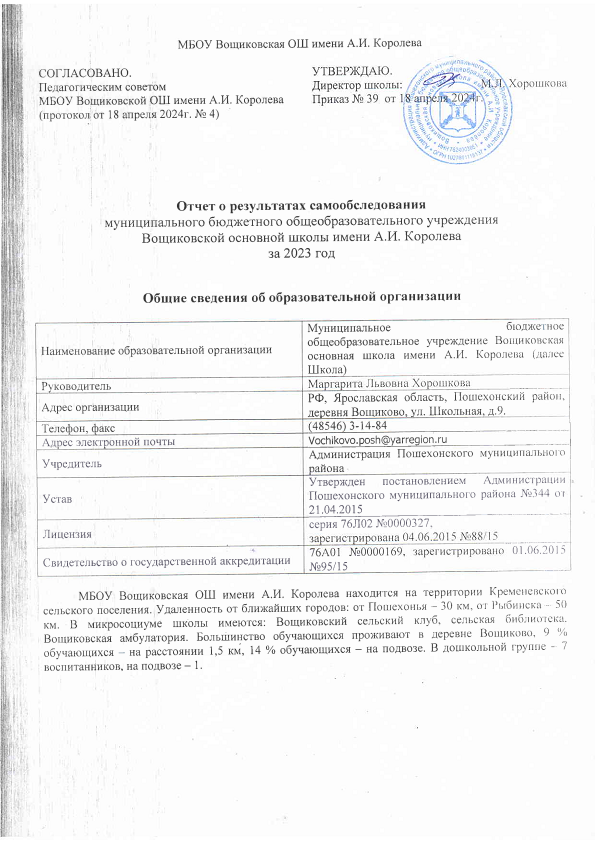 МБОУ Вощиковская ОШ имени А.И. Королева
СОГЛАСОВАНО.
Педагогическим советом
МБОУ Вощиковской ОШ имени А.И. Королева
(протокол от 18 апреля 2024г. № 4)
УТВЕРЖДАЮ.
Директор школы: М.Л. Хорошкова
Приказ № 39 от 18 апреля 2024г.
Отчет о результатах самообследования
муниципального бюджетного общеобразовательного учреждения
Вощиковской основной школы имени А.И. Королева
за 2023 год
Общие сведения об образовательной организации
Наименование образовательной организации
Муниципальное бюджетное
общеобразовательное учреждение Вощиковская
основная школа имени А.И. Королева (далее
Школа)
Руководитель
Маргарита Львовна Хорошкова
Адрес организации
РФ, Ярославская область, Пошехонский район,
деревня Вощиково, ул. Школьная, д.9.
Телефон, факс
(48546) 3-14-84
Адрес электронной почты
Vochikovo.posh@yarregion.ru
Учредитель
Администрация Пошехонского муниципального
района
Устав
Утвержден постановлением Администрации
Пошехонского муниципального района №344 от
21.04.2015
Лицензия
серия 76Л02 №0000327,
зарегистрирована 04.06.2015 №88/15
Свидетельство о государственной аккредитации
76А01 №0000169, зарегистрировано 01.06.2015
№95/15
МБОУ Вощиковская ОШ имени А.И. Королева находится на территории Кременевского
сельского поселения. Удаленность от ближайших городов: от Пошехонья – 30 км, от Рыбинска – 50
км. В микросоциуме школы имеются: Вощиковский сельский клуб, сельская библиотека.
Вощиковская амбулатория. Большинство обучающихся проживают в деревне Вощиково, 9 %
обучающихся – на расстоянии 1,5 км, 14 % обучающихся – на подвозе. В дошкольной группе – 7
воспитанников, на подвозе – 1.